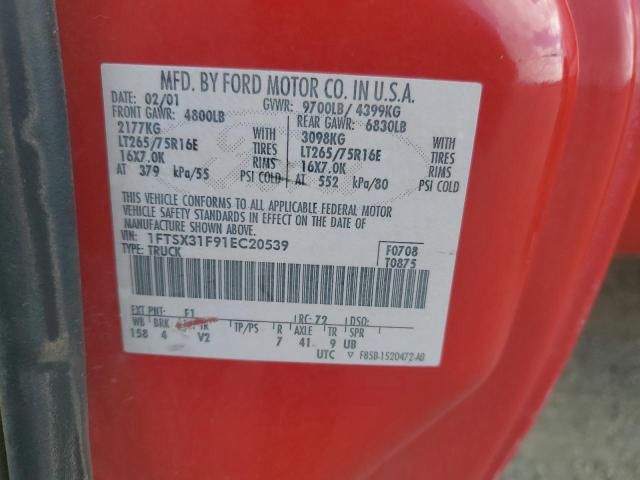 MFD. BY FORD MOTOR CO. IN U.S.A.
DATE: 02/01 GVWR: 9700LB/ 4399KG
FRONT GAWR: 4800LB REAR GAWR: 6830LB
2177KG WITH 3098KG WITH
LT265/75R16E TIRES LT265/75R16E TIRES
16X7.0K RIMS 16X7.0K RIMS
AT 379 kPa/55 PSI COLD AT 552 kPa/80 PSI COLD
THIS VEHICLE CONFORMS TO ALL APPLICABLE FEDERAL MOTOR
VEHICLE SAFETY STANDARDS IN EFFECT ON THE DATE OF
MANUFACTURE SHOWN ABOVE.
VIN: 1FTSX31F91EC20539 F0708
TYPE: TRUCK T0875
EXT PNT: F1 RC: 72 DSO:
WB BRK TR TP/PS R AXLE TR SPR
158 4 V2 7 41 9 UB
UTC ▽ F85B-1520472-AB